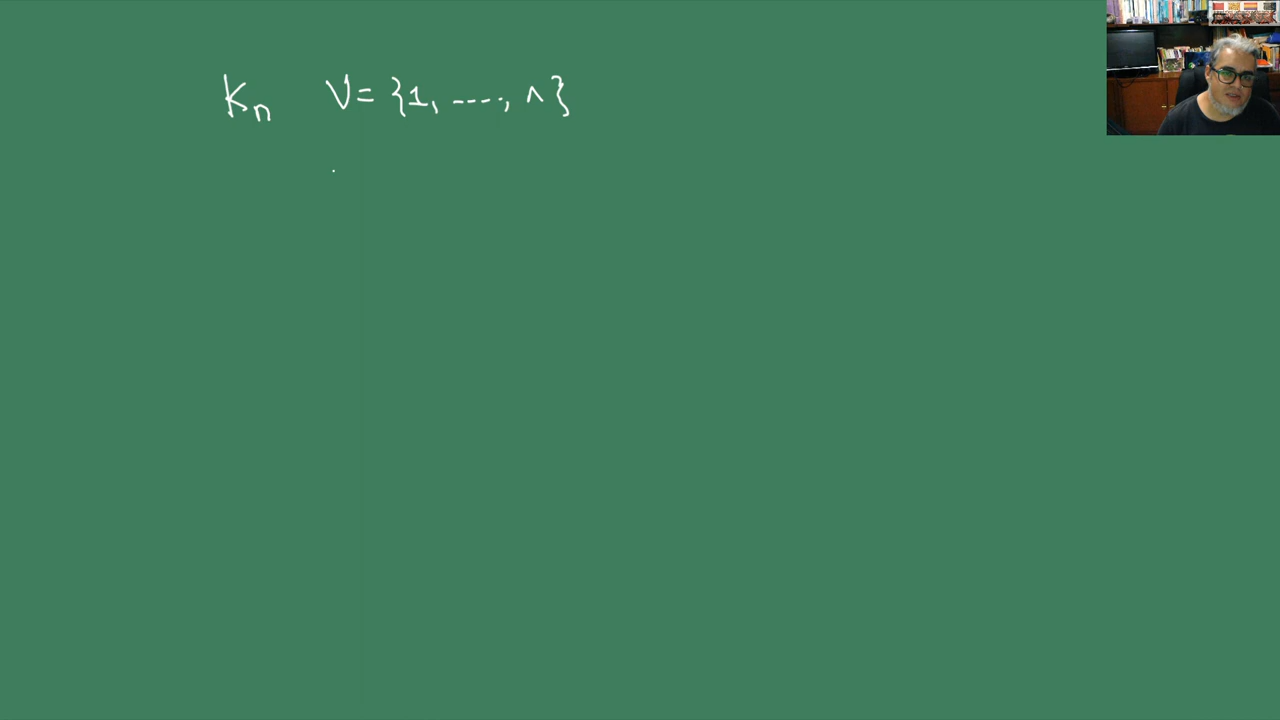 Kn V = {1, ----, n}